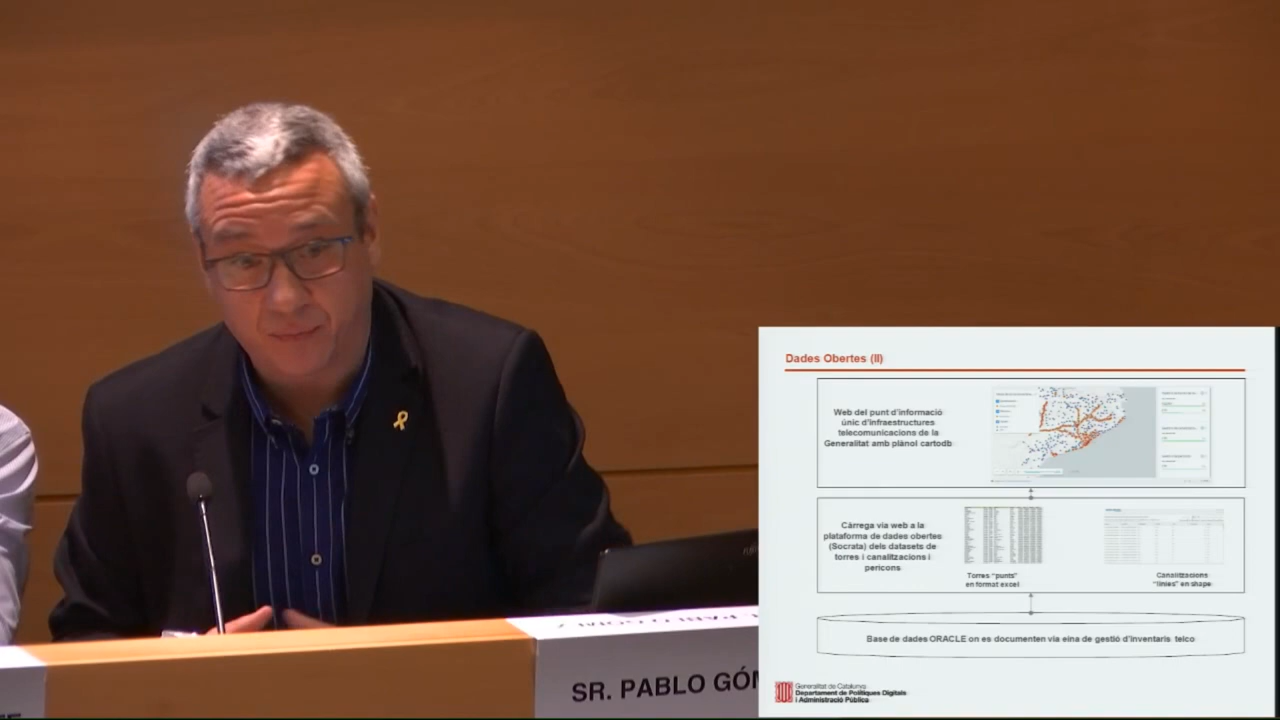 Dades Obertes (II)
Web del punt d'informació
únic d'infraestructures
telecomunicacions de la
Generalitat amb plànol cartodb
Càrrega via web a la
plataforma de dades obertes
(Socrata) dels datasets de
torres i canalitzacions i
pericons
Torres "punts"
en format excel
Canalitzacions
"línies" en shape
Base de dades ORACLE on es documenten via eina de gestió d'inventaris telco
Generalitat de Catalunya
Departament de Polítiques Digitals
i Administració Pública
SR. PABLO GÓM